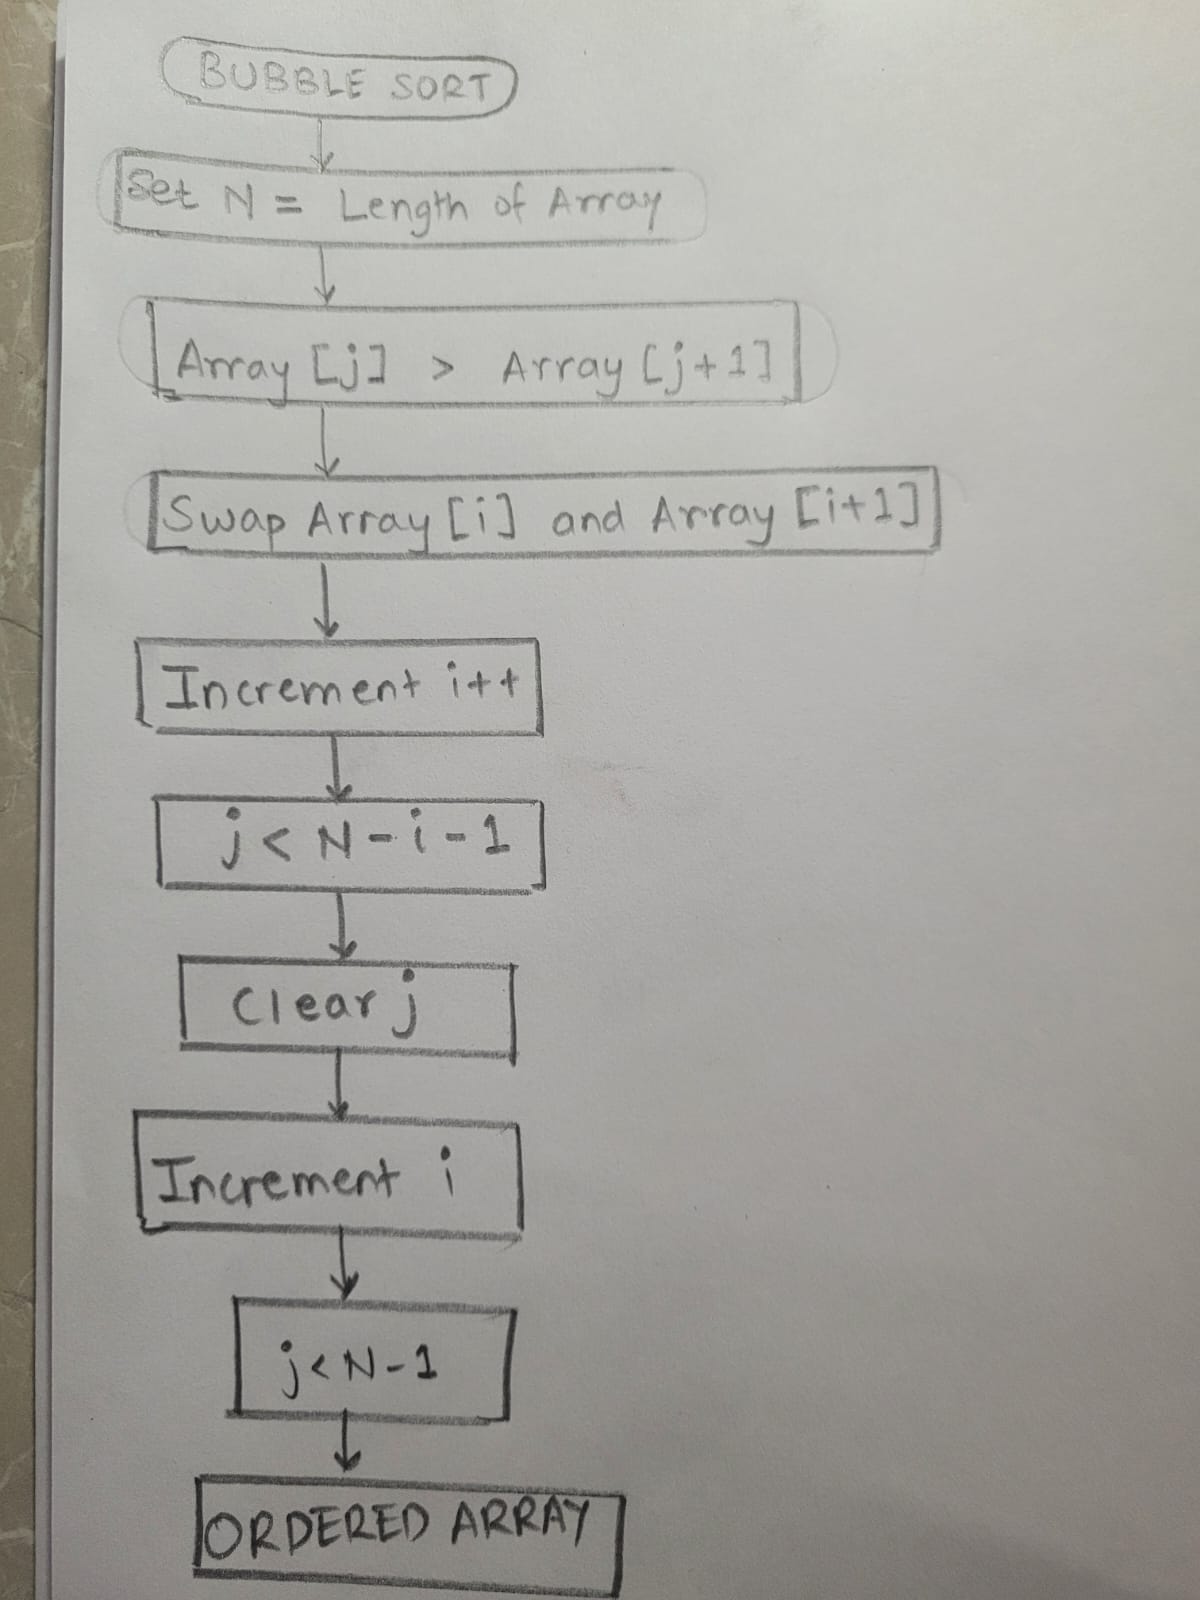 BUBBLE SORT
Set N = Length of Array
Array [j] > Array [j+1]
Swap Array [i] and Array [i+1]
Increment i++
j < N-i-1
Clear j
Increment i
j < N-1
ORDERED ARRAY